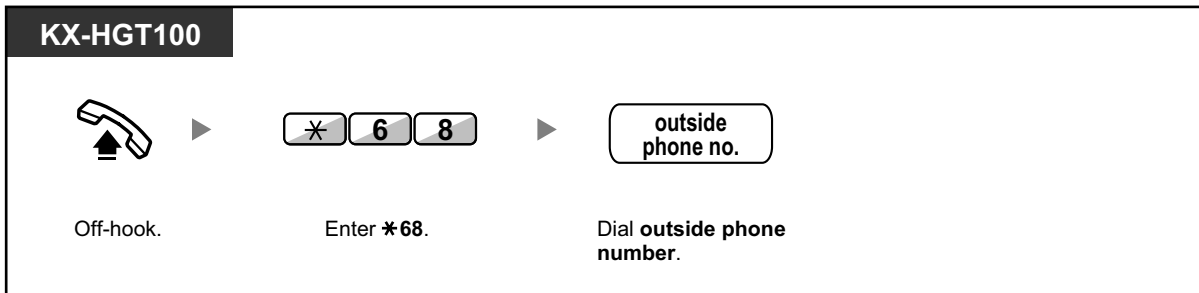 KX-HGT100
✱ 6 8
outside
phone no.
Off-hook.
Enter ✱68.
Dial outside phone
number.